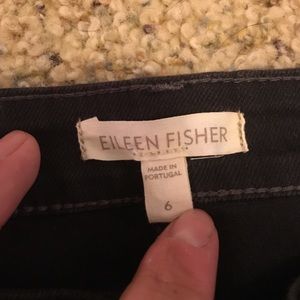 EILEEN FISHER
MADE IN
PORTUGAL
6